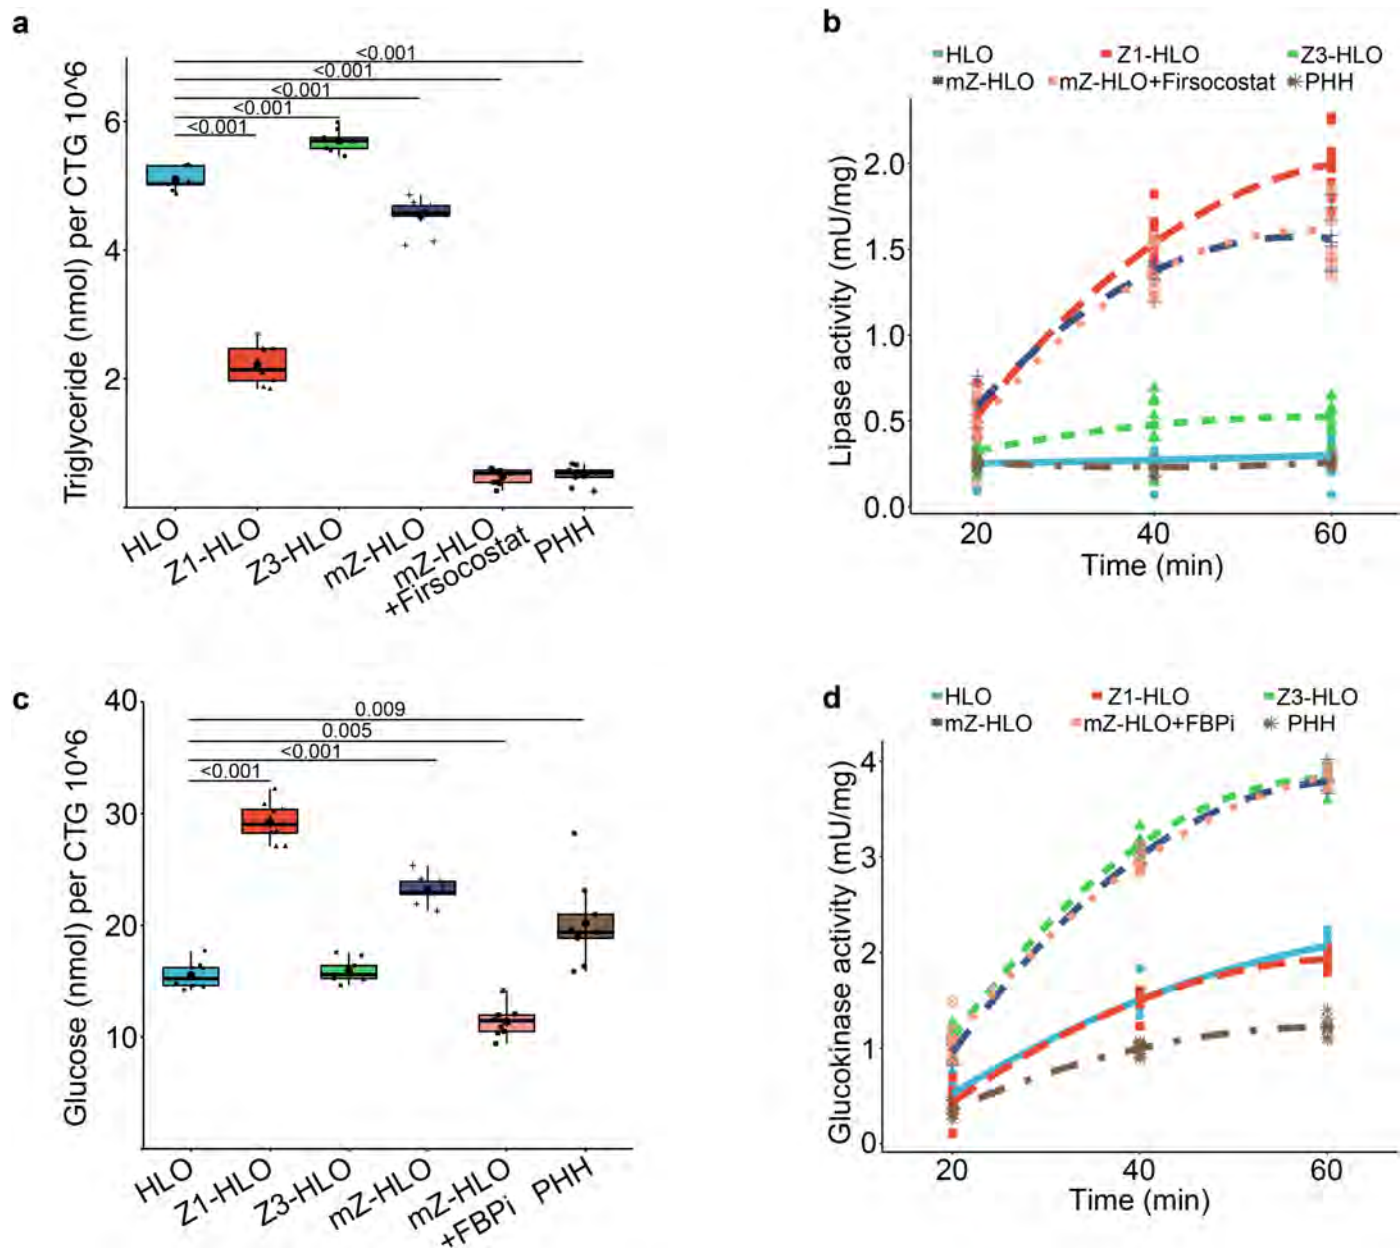 a
Triglyceride (nmol) per CTG 10^6
6
4
2
<0.001
<0.001
<0.001
<0.001
<0.001
HLO
Z1-HLO
Z3-HLO
mZ-HLO
mZ-HLO
+Firsocostat
PHH
b
HLO Z1-HLO Z3-HLO
mZ-HLO mZ-HLO+Firsocostat PHH
Lipase activity (mU/mg)
2.0
1.5
1.0
0.5
0.0
20 40 60
Time (min)
c
Glucose (nmol) per CTG 10^6
40
30
20
10
0.009
0.005
<0.001
<0.001
HLO
Z1-HLO
Z3-HLO
mZ-HLO
mZ-HLO
+FBPi
PHH
d
HLO Z1-HLO Z3-HLO
mZ-HLO mZ-HLO+FBPi PHH
Glucokinase activity (mU/mg)
4
3
2
1
0
20 40 60
Time (min)